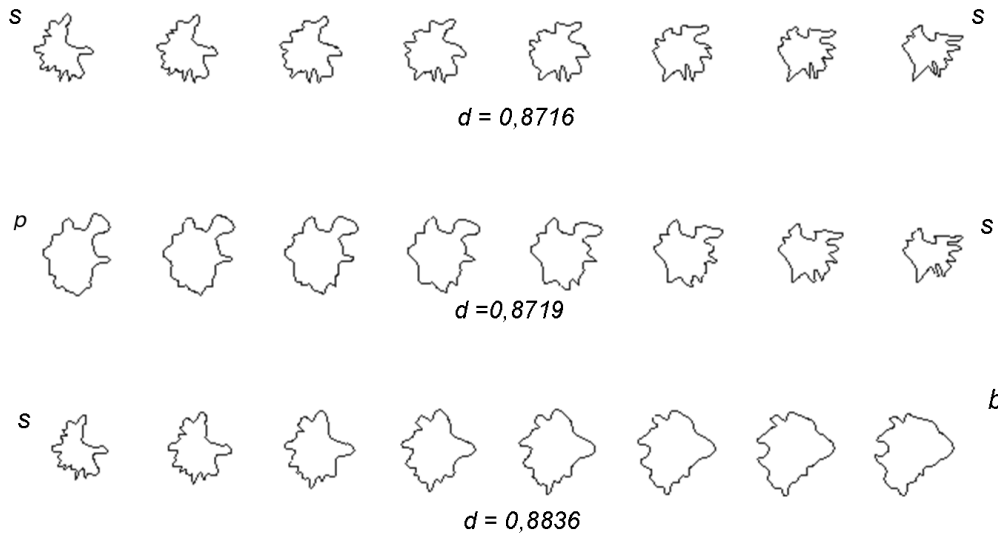 s s
d = 0,8716
p s
d =0,8719
s b
d = 0,8836